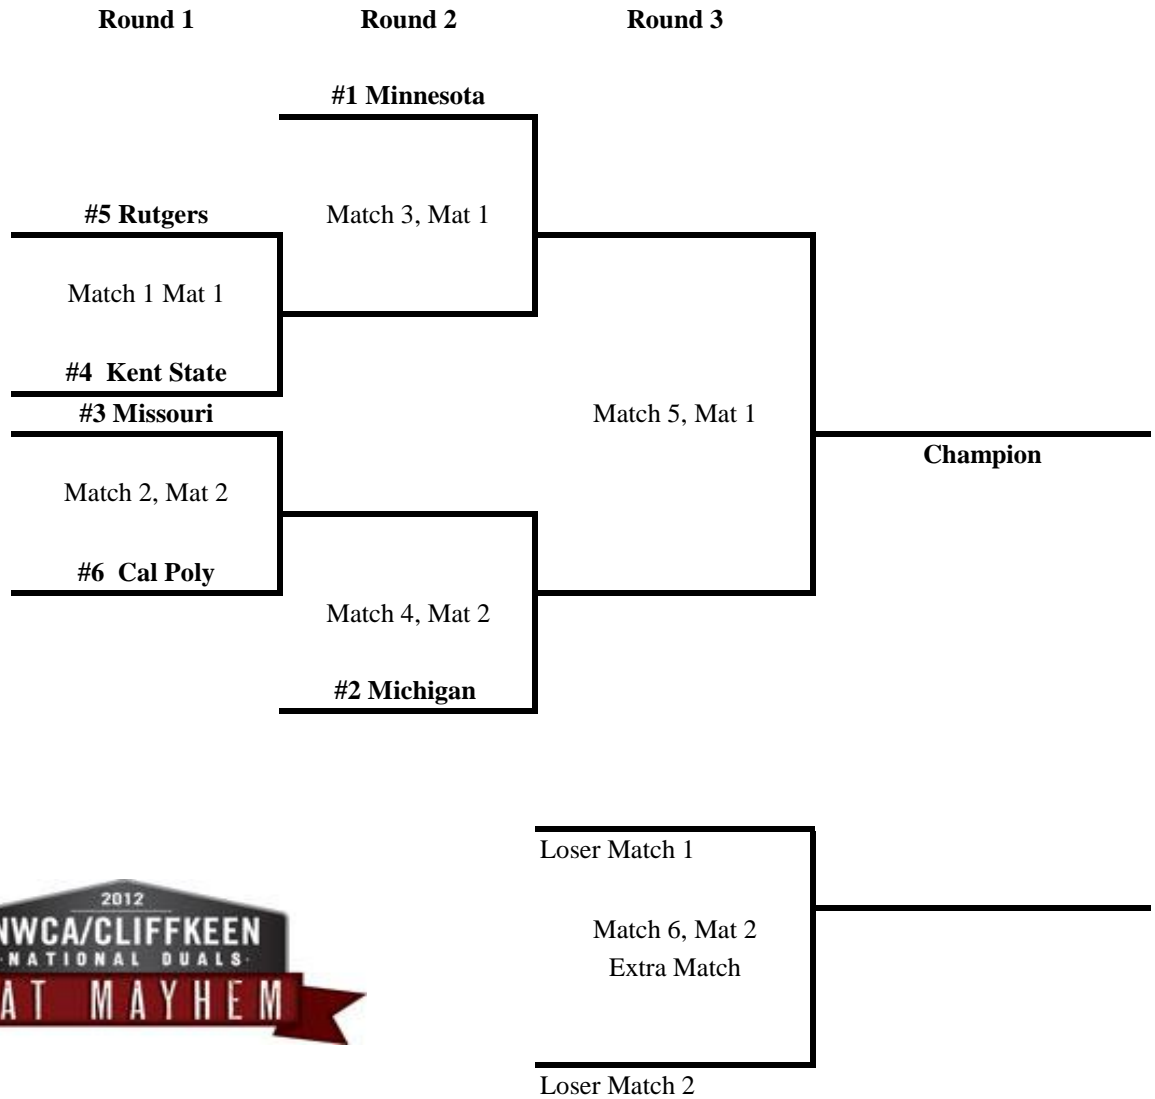 Round 1 Round 2 Round 3
#1 Minnesota
#5 Rutgers
Match 3, Mat 1
Match 1 Mat 1
#4 Kent State
#3 Missouri
Match 5, Mat 1
Champion
Match 2, Mat 2
#6 Cal Poly
Match 4, Mat 2
#2 Michigan
Loser Match 1
Match 6, Mat 2
Extra Match
Loser Match 2
2012
NWCA/CLIFFKEEN
·NATIONAL DUALS·
AT MAYHEM